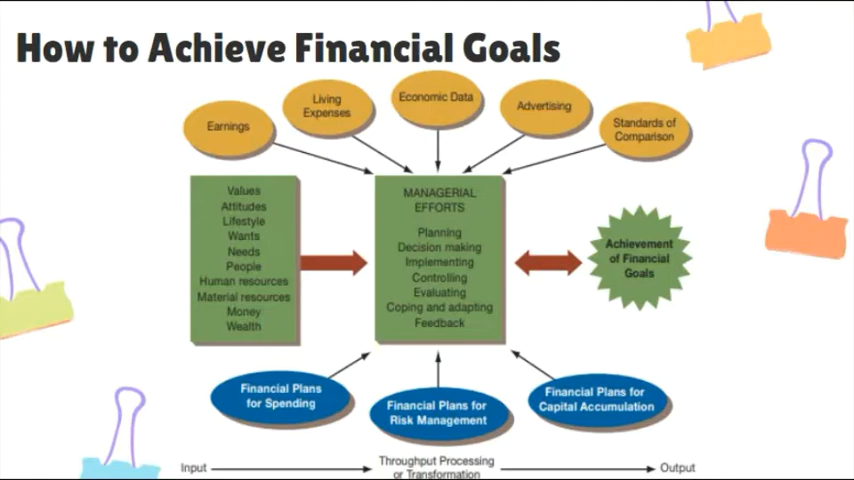 How to Achieve Financial Goals
Earnings
Living
Expenses
Economic Data
Advertising
Standards of
Comparison
Values
Attitudes
Lifestyle
Wants
Needs
People
Human resources
Material resources
Money
Wealth
MANAGERIAL
EFFORTS
Planning
Decision making
Implementing
Controlling
Evaluating
Coping and adapting
Feedback
Achievement
of Financial
Goals
Financial Plans
for Spending
Financial Plans for
Risk Management
Financial Plans for
Capital Accumulation
Input
Throughput Processing
or Transformation
Output